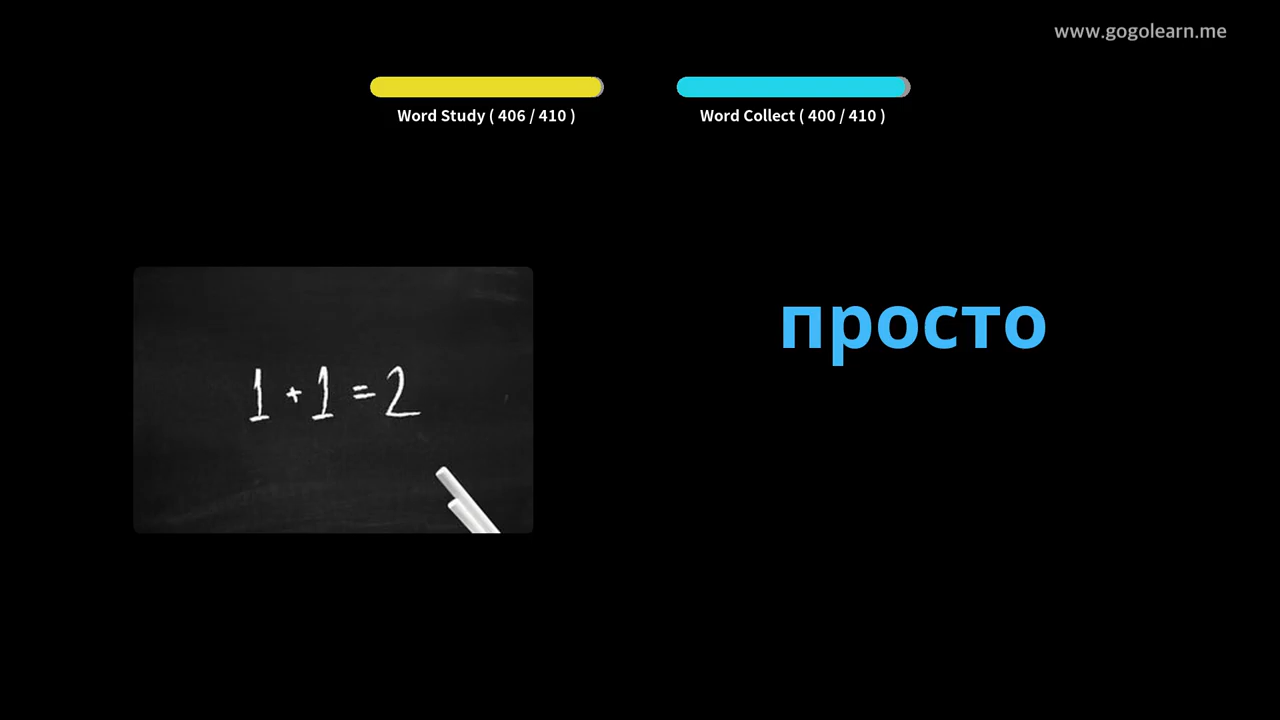 www.gogolearn.me
Word Study ( 406 / 410 )
Word Collect ( 400 / 410 )
1 + 1 = 2
просто